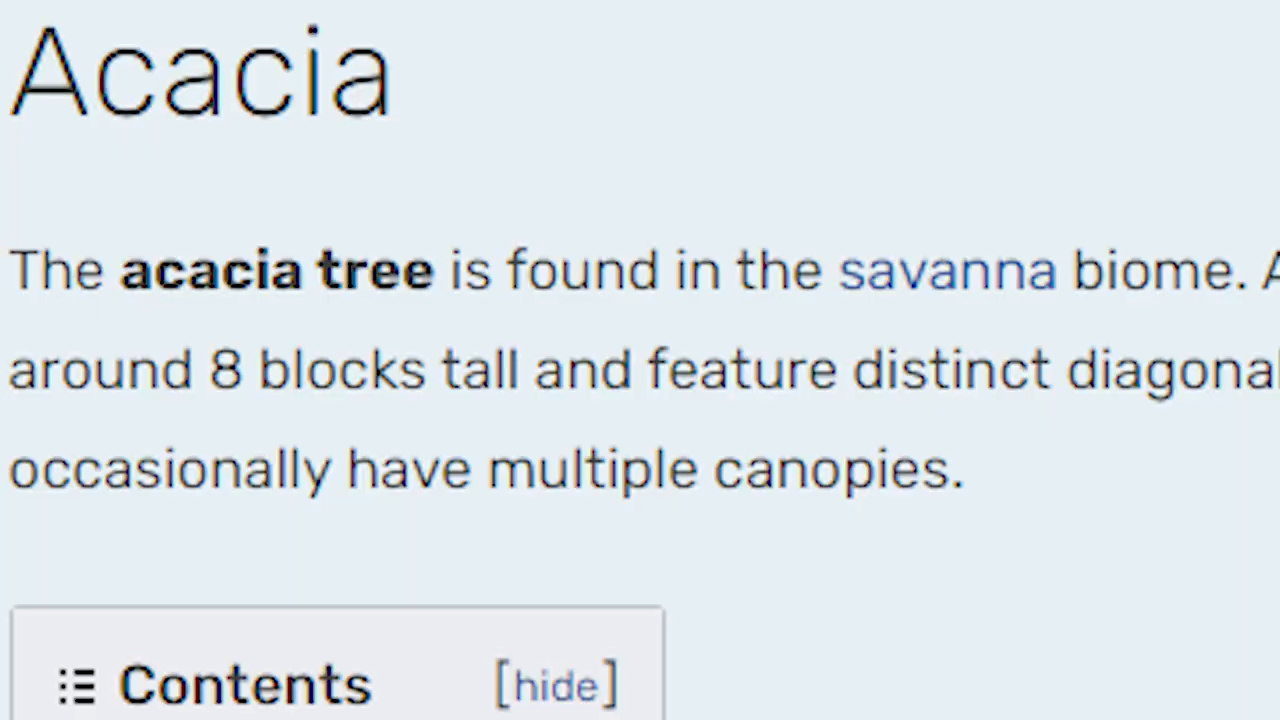 Acacia
The acacia tree is found in the savanna biome. A
around 8 blocks tall and feature distinct diagonal
occasionally have multiple canopies.
Contents [hide]